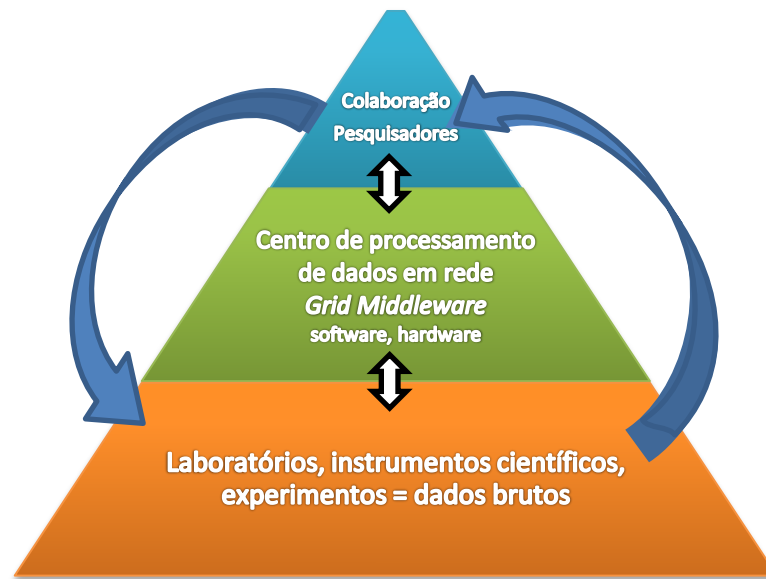 Colaboração
Pesquisadores
Centro de processamento
de dados em rede
Grid Middleware
software, hardware
Laboratórios, instrumentos científicos,
experimentos = dados brutos